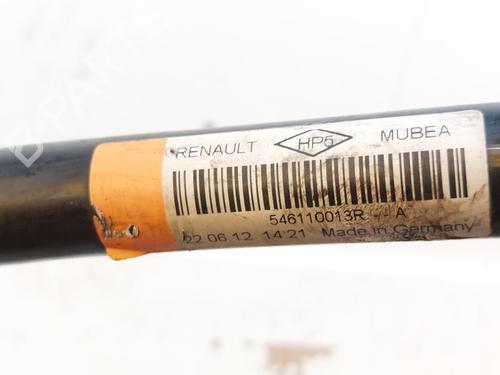 RENAULT HP5 MUBEA
546110013R - A
22.06.12 14:21 Made in Germany